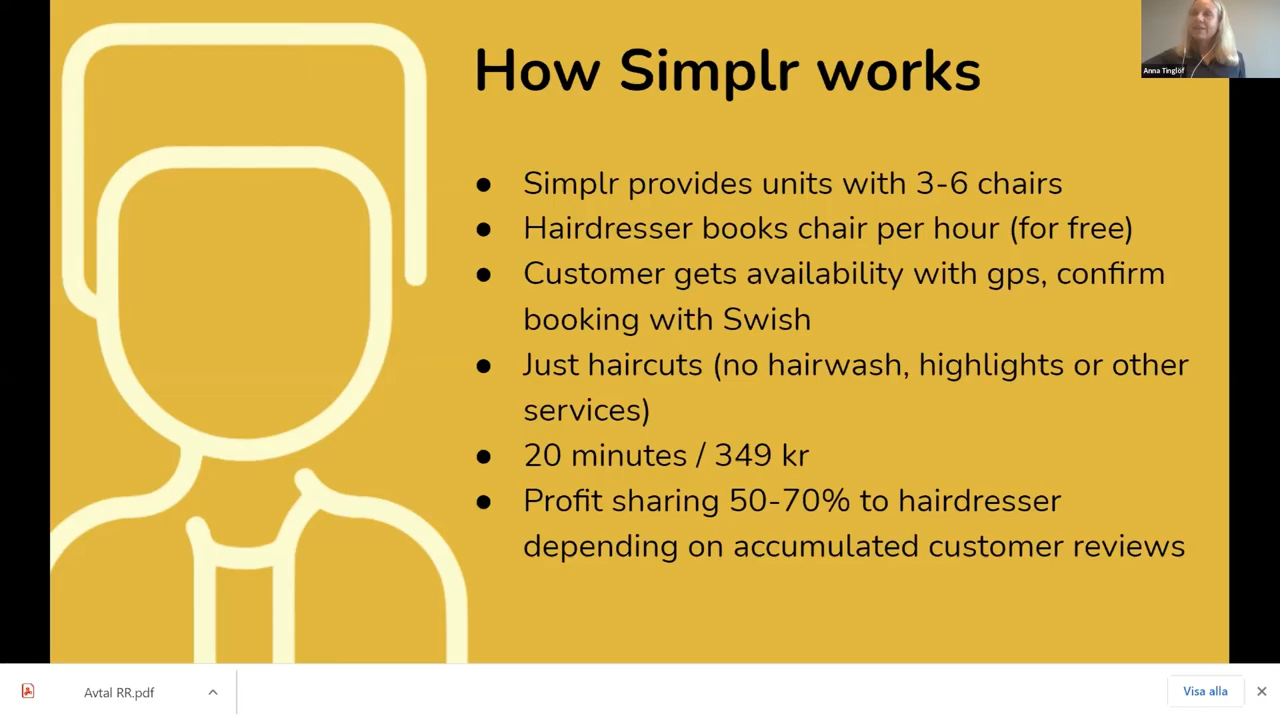 How Simplr works
Anna Tinglöf
● Simplr provides units with 3-6 chairs
● Hairdresser books chair per hour (for free)
● Customer gets availability with gps, confirm
booking with Swish
● Just haircuts (no hairwash, highlights or other
services)
● 20 minutes / 349 kr
● Profit sharing 50-70% to hairdresser
depending on accumulated customer reviews
Avtal RR.pdf
Visa alla